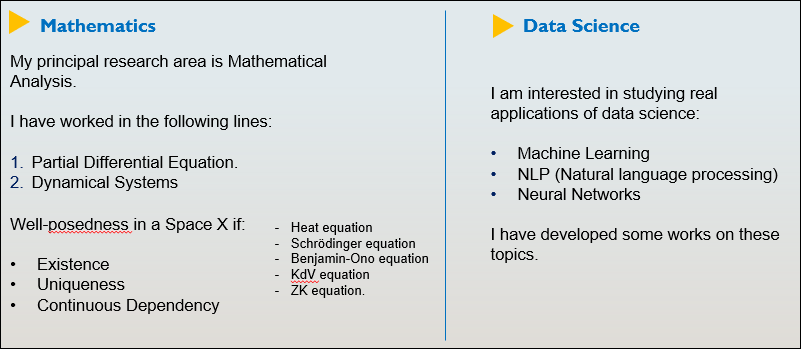 Mathematics
My principal research area is Mathematical
Analysis.
I have worked in the following lines:
1. Partial Differential Equation.
2. Dynamical Systems
Well-posedness in a Space X if:
• Existence
• Uniqueness
• Continuous Dependency
- Heat equation
- Schrödinger equation
- Benjamin-Ono equation
- KdV equation
- ZK equation.
Data Science
I am interested in studying real
applications of data science:
• Machine Learning
• NLP (Natural language processing)
• Neural Networks
I have developed some works on these
topics.